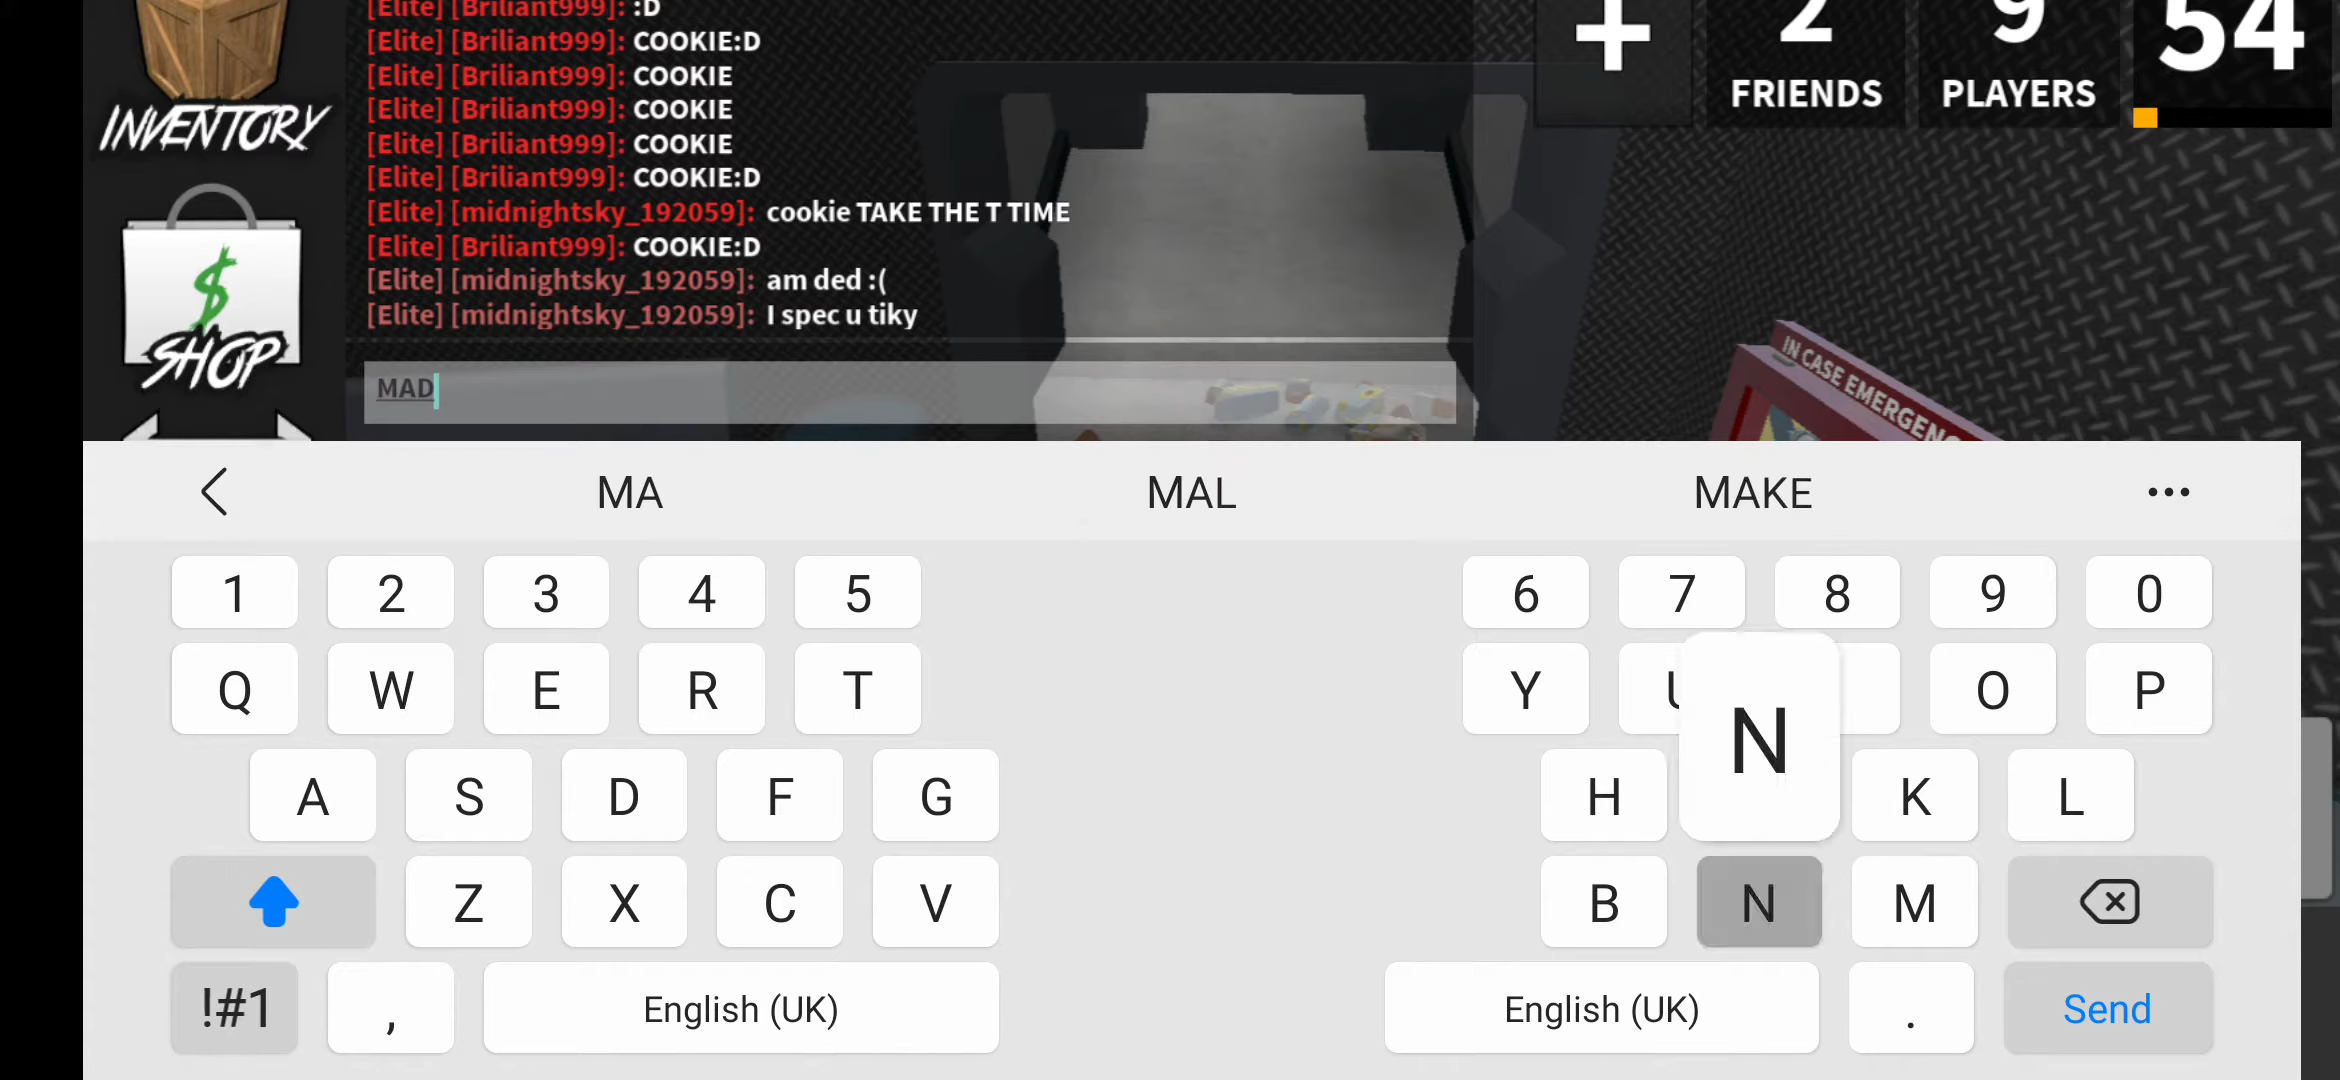 [Elite] [Briliant999]: :D
[Elite] [Briliant999]: COOKIE:D
[Elite] [Briliant999]: COOKIE
[Elite] [Briliant999]: COOKIE
[Elite] [Briliant999]: COOKIE
[Elite] [Briliant999]: COOKIE:D
[Elite] [midnightsky_192059]: cookie TAKE THE T TIME
[Elite] [Briliant999]: COOKIE:D
[Elite] [midnightsky_192059]: am ded :(
[Elite] [midnightsky_192059]: I spec u tiky
MAD
INVENTORY
$
SHOP
+
2
FRIENDS
9
PLAYERS
54
IN CASE EMERGENC
MA MAL MAKE ...
1 2 3 4 5 6 7 8 9 0
Q W E R T Y U O P
A S D F G H N K L
Z X C V B N M
!#1 , English (UK) English (UK) . Send